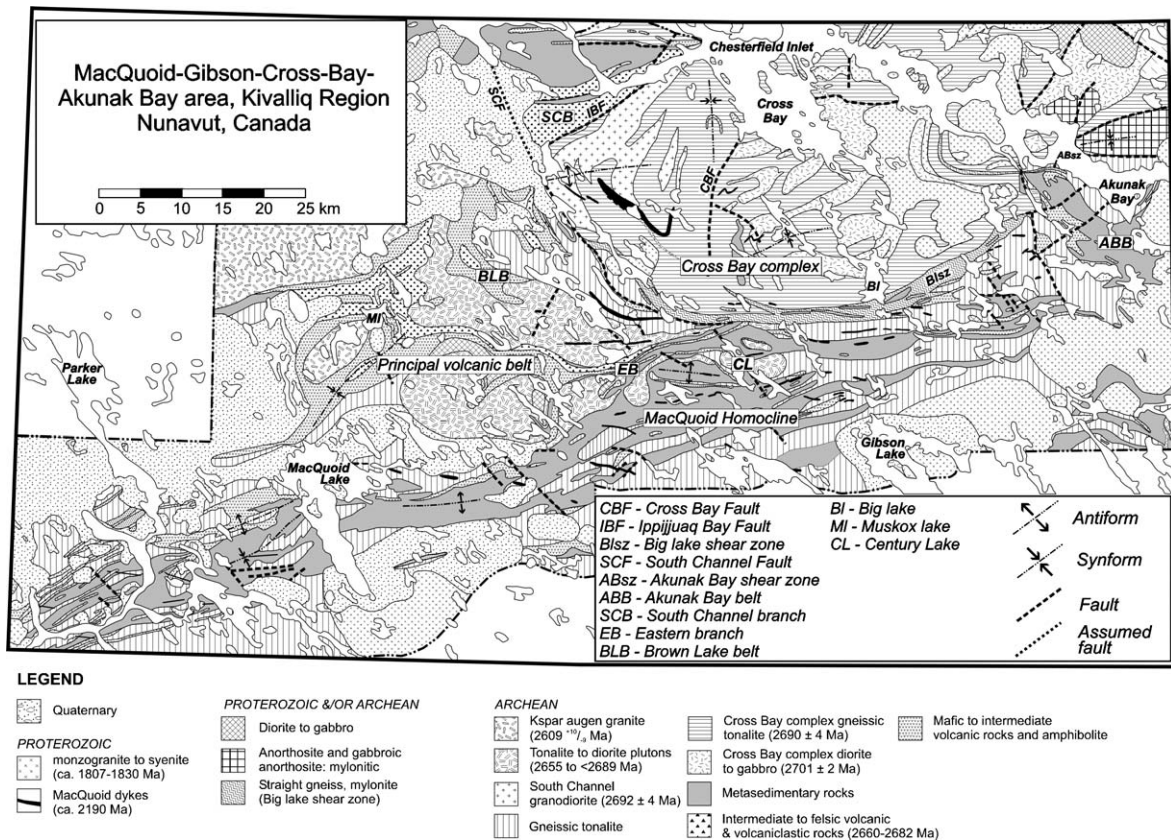 MacQuoid-Gibson-Cross-Bay-
Akunak Bay area, Kivalliq Region
Nunavut, Canada
0 5 10 15 20 25 km
Chesterfield Inlet
Cross
Bay
SCF
SCB
IBF
CBF
ABsz
Akunak
Bay
ABB
BLB
Cross Bay complex
Bl
Blsz
MI
Parker
Lake
Principal volcanic belt
EB
CL
MacQuoid Homocline
Gibson
Lake
MacQuoid
Lake
CBF - Cross Bay Fault
IBF - Ippijjuaq Bay Fault
Blsz - Big lake shear zone
SCF - South Channel Fault
ABsz - Akunak Bay shear zone
ABB - Akunak Bay belt
SCB - South Channel branch
EB - Eastern branch
BLB - Brown Lake belt
Bl - Big lake
MI - Muskox lake
CL - Century Lake
Antiform
Synform
Fault
Assumed
fault
LEGEND
Quaternary
PROTEROZOIC
monzogranite to syenite
(ca. 1807-1830 Ma)
MacQuoid dykes
(ca. 2190 Ma)
PROTEROZOIC &/OR ARCHEAN
Diorite to gabbro
Anorthosite and gabbroic
anorthosite: mylonitic
Straight gneiss, mylonite
(Big lake shear zone)
ARCHEAN
Kspar augen granite
(2609 +10/-9 Ma)
Tonalite to diorite plutons
(2655 to <2689 Ma)
South Channel
granodiorite (2692 ± 4 Ma)
Gneissic tonalite
Cross Bay complex gneissic
tonalite (2690 ± 4 Ma)
Cross Bay complex diorite
to gabbro (2701 ± 2 Ma)
Metasedimentary rocks
Intermediate to felsic volcanic
& volcaniclastic rocks (2660-2682 Ma)
Mafic to intermediate
volcanic rocks and amphibolite